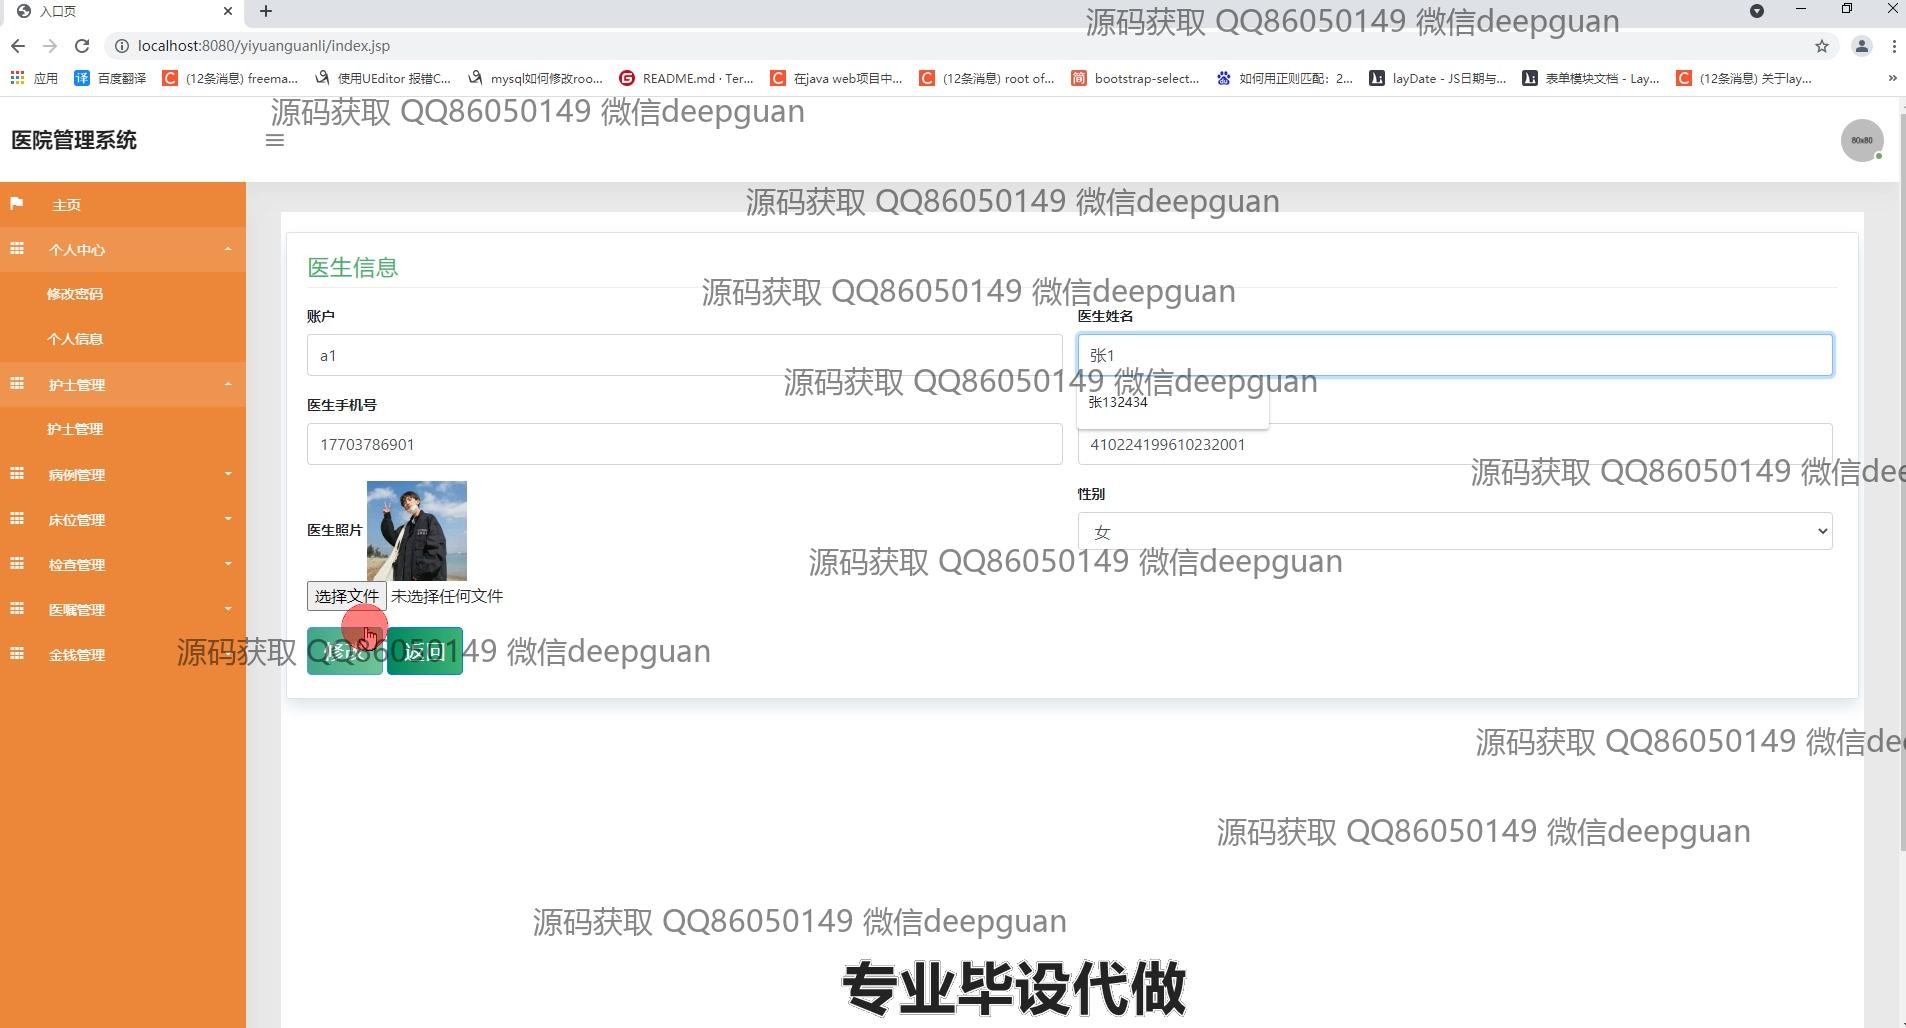 入口页
源码获取 QQ86050149 微信deepguan
localhost:8080/yiyuanguanli/index.jsp
应用 百度翻译 (12条消息) freema... 使用UEditor 报错C... mysql如何修改roo... README.md · Ter... 在java web项目中... (12条消息) root of... bootstrap-select... 如何用正则匹配：2... layDate - JS日期与... 表单模块文档 - Lay... (12条消息) 关于lay...
源码获取 QQ86050149 微信deepguan
医院管理系统
80x80
主页
源码获取 QQ86050149 微信deepguan
个人中心
医生信息
修改密码
源码获取 QQ86050149 微信deepguan
账户
医生姓名
个人信息
a1
张1
护士管理
源码获取 QQ86050149 微信deepguan
医生手机号
张132434
护士管理
17703786901
410224199610232001
病例管理
源码获取 QQ86050149 微信dee
性别
床位管理
医生照片
女
检查管理
源码获取 QQ86050149 微信deepguan
选择文件 未选择任何文件
医嘱管理
金钱管理
修改 返回
源码获取 QQ86050149 微信deepguan
源码获取 QQ86050149 微信de
源码获取 QQ86050149 微信deepguan
源码获取 QQ86050149 微信deepguan
专业毕设代做